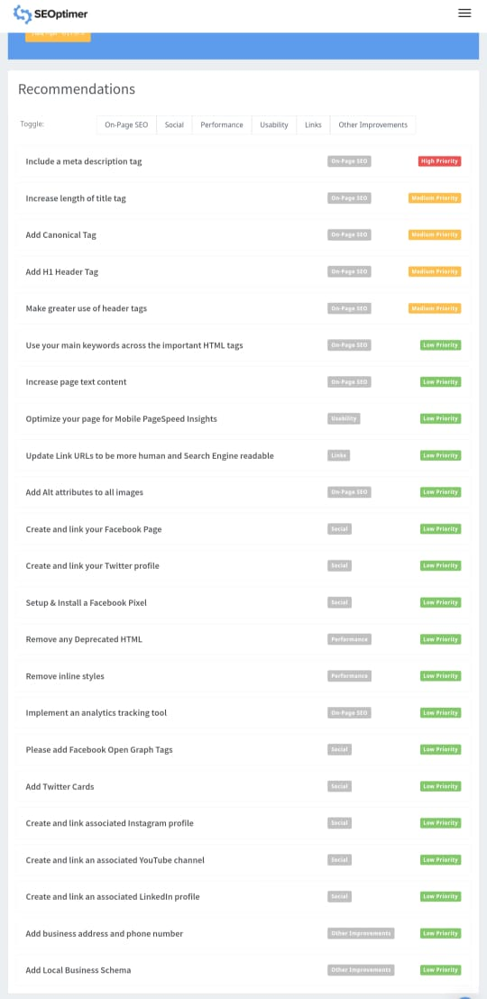 SEOptimer
Recommendations
Toggle:
On-Page SEO Social Performance Usability Links Other Improvements
Include a meta description tag On-Page SEO High Priority
Increase length of title tag On-Page SEO Medium Priority
Add Canonical Tag On-Page SEO Medium Priority
Add H1 Header Tag On-Page SEO Medium Priority
Make greater use of header tags On-Page SEO Medium Priority
Use your main keywords across the important HTML tags On-Page SEO Low Priority
Increase page text content On-Page SEO Low Priority
Optimize your page for Mobile PageSpeed Insights Usability Low Priority
Update Link URLs to be more human and Search Engine readable Links Low Priority
Add Alt attributes to all images On-Page SEO Low Priority
Create and link your Facebook Page Social Low Priority
Create and link your Twitter profile Social Low Priority
Setup & Install a Facebook Pixel Social Low Priority
Remove any Deprecated HTML Performance Low Priority
Remove inline styles Performance Low Priority
Implement an analytics tracking tool On-Page SEO Low Priority
Please add Facebook Open Graph Tags Social Low Priority
Add Twitter Cards Social Low Priority
Create and link associated Instagram profile Social Low Priority
Create and link an associated YouTube channel Social Low Priority
Create and link an associated LinkedIn profile Social Low Priority
Add business address and phone number Other Improvements Low Priority
Add Local Business Schema Other Improvements Low Priority